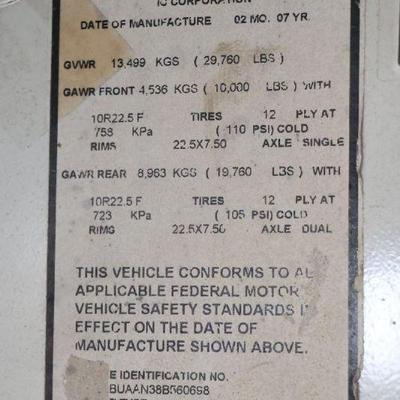 IC CORPORATION
DATE OF MANUFACTURE 02 MO. 07 YR.
GVWR 13,499 KGS ( 29,760 LBS )
GAWR FRONT 4,536 KGS ( 10,000 LBS ) WITH
10R22.5 F TIRES 12 PLY AT
758 KPa ( 110 PSI) COLD
RIMS 22.5X7.50 AXLE SINGLE
GAWR REAR 8,963 KGS ( 19,760 LBS ) WITH
10R22.5 F TIRES 12 PLY AT
723 KPa ( 105 PSI) COLD
RIMS 22.5X7.50 AXLE DUAL
THIS VEHICLE CONFORMS TO AL
APPLICABLE FEDERAL MOTOR
VEHICLE SAFETY STANDARDS I
EFFECT ON THE DATE OF
MANUFACTURE SHOWN ABOVE.
E IDENTIFICATION NO.
BUAAN38B560698